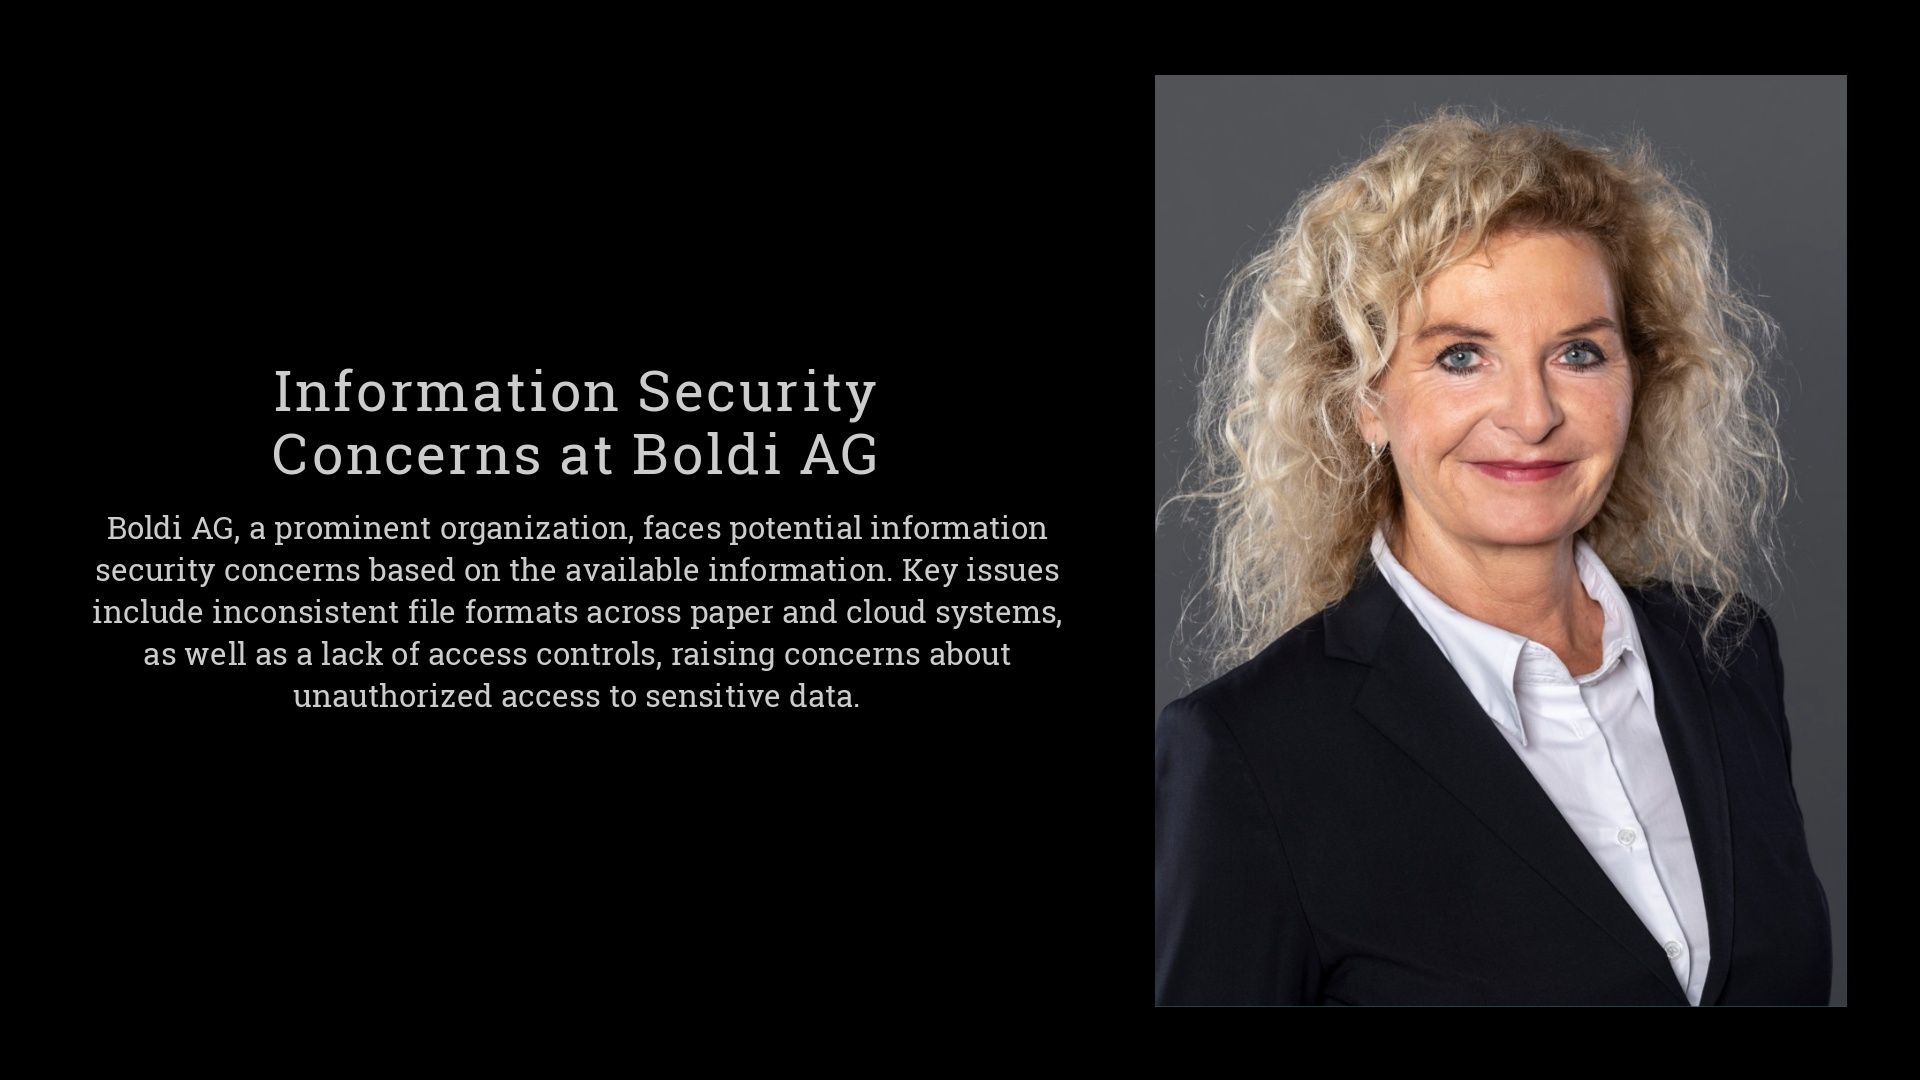 Information Security
Concerns at Boldi AG
Boldi AG, a prominent organization, faces potential information
security concerns based on the available information. Key issues
include inconsistent file formats across paper and cloud systems,
as well as a lack of access controls, raising concerns about
unauthorized access to sensitive data.